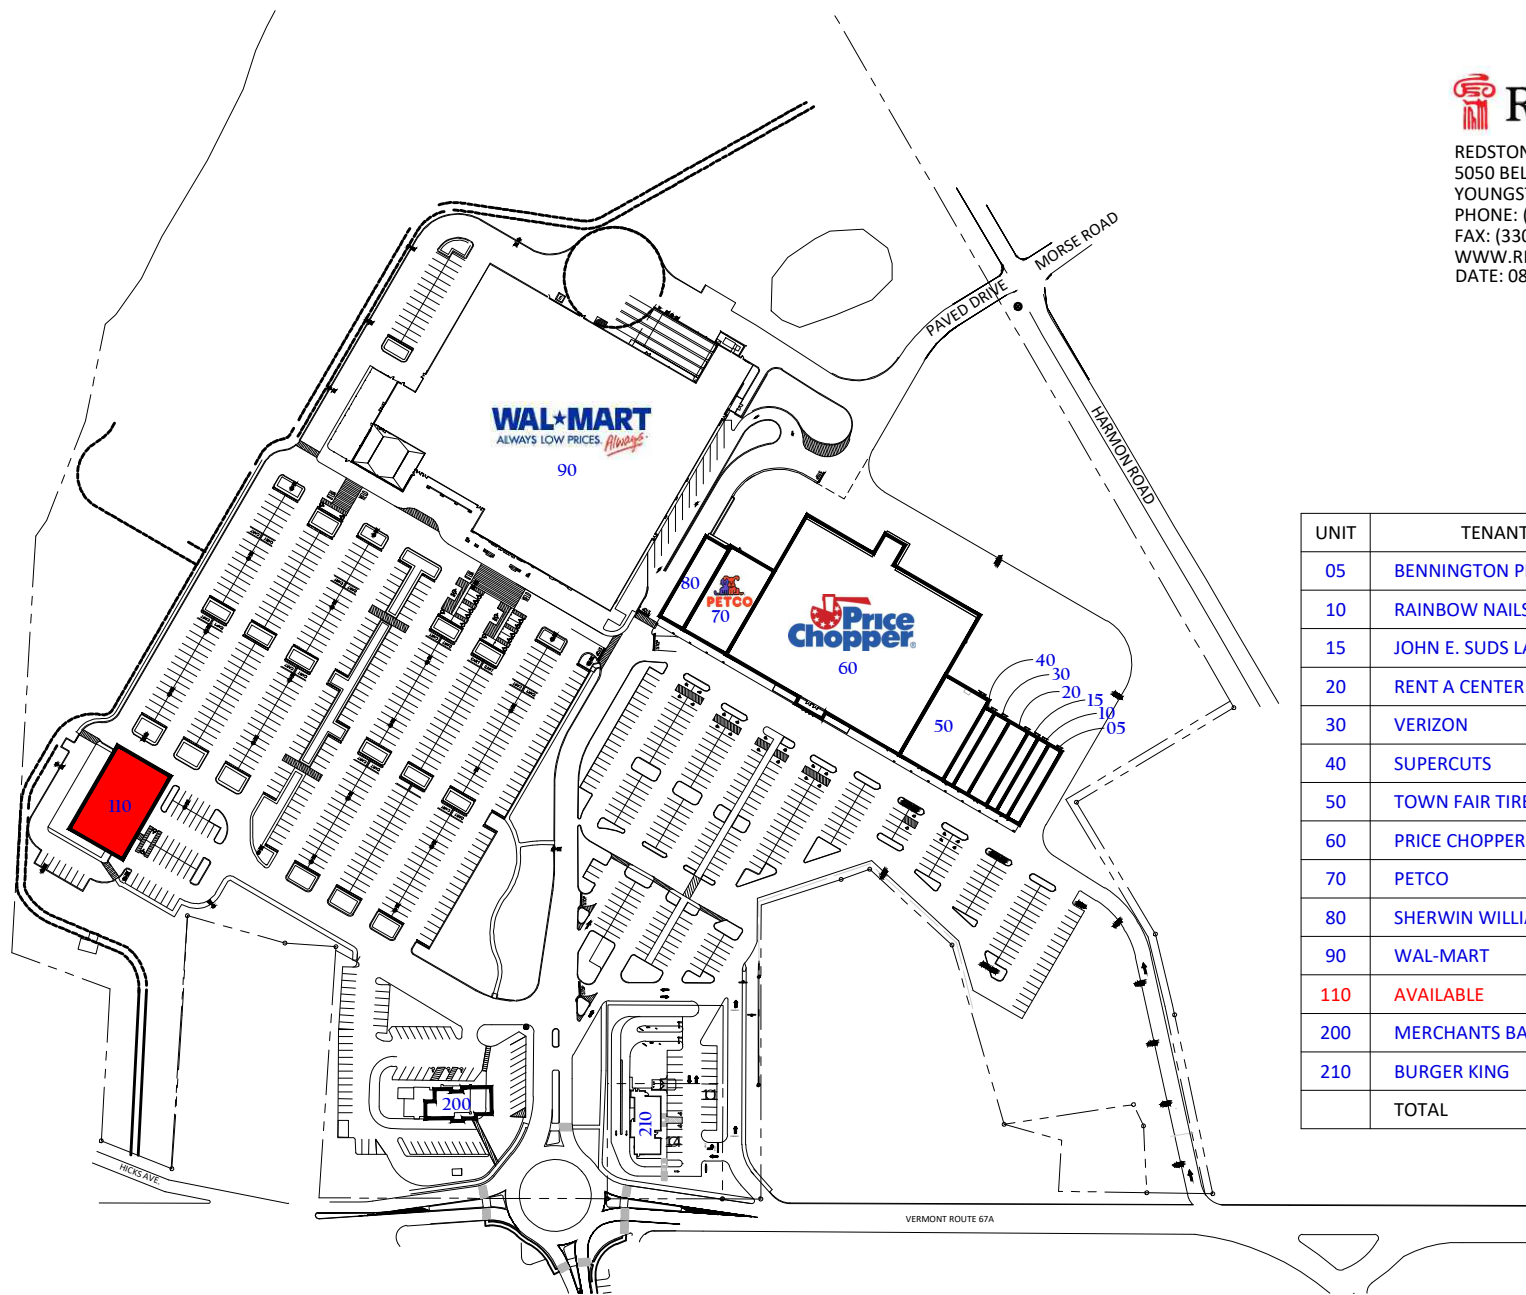 R
REDSTON
5050 BEL
YOUNGS
PHONE: (
FAX: (330
WWW.R
DATE: 08
MORSE ROAD
PAVED DRIVE
HARMON ROAD
WAL★MART
ALWAYS LOW PRICES. Always.
90
80
PETCO
70
Price
Chopper
60
50
40
30
20
15
10
05
110
200
210
HICKS AVE.
VERMONT ROUTE 67A
UNIT TENANT
05 BENNINGTON P
10 RAINBOW NAILS
15 JOHN E. SUDS LA
20 RENT A CENTER
30 VERIZON
40 SUPERCUTS
50 TOWN FAIR TIRE
60 PRICE CHOPPER
70 PETCO
80 SHERWIN WILLIA
90 WAL-MART
110 AVAILABLE
200 MERCHANTS BA
210 BURGER KING
TOTAL